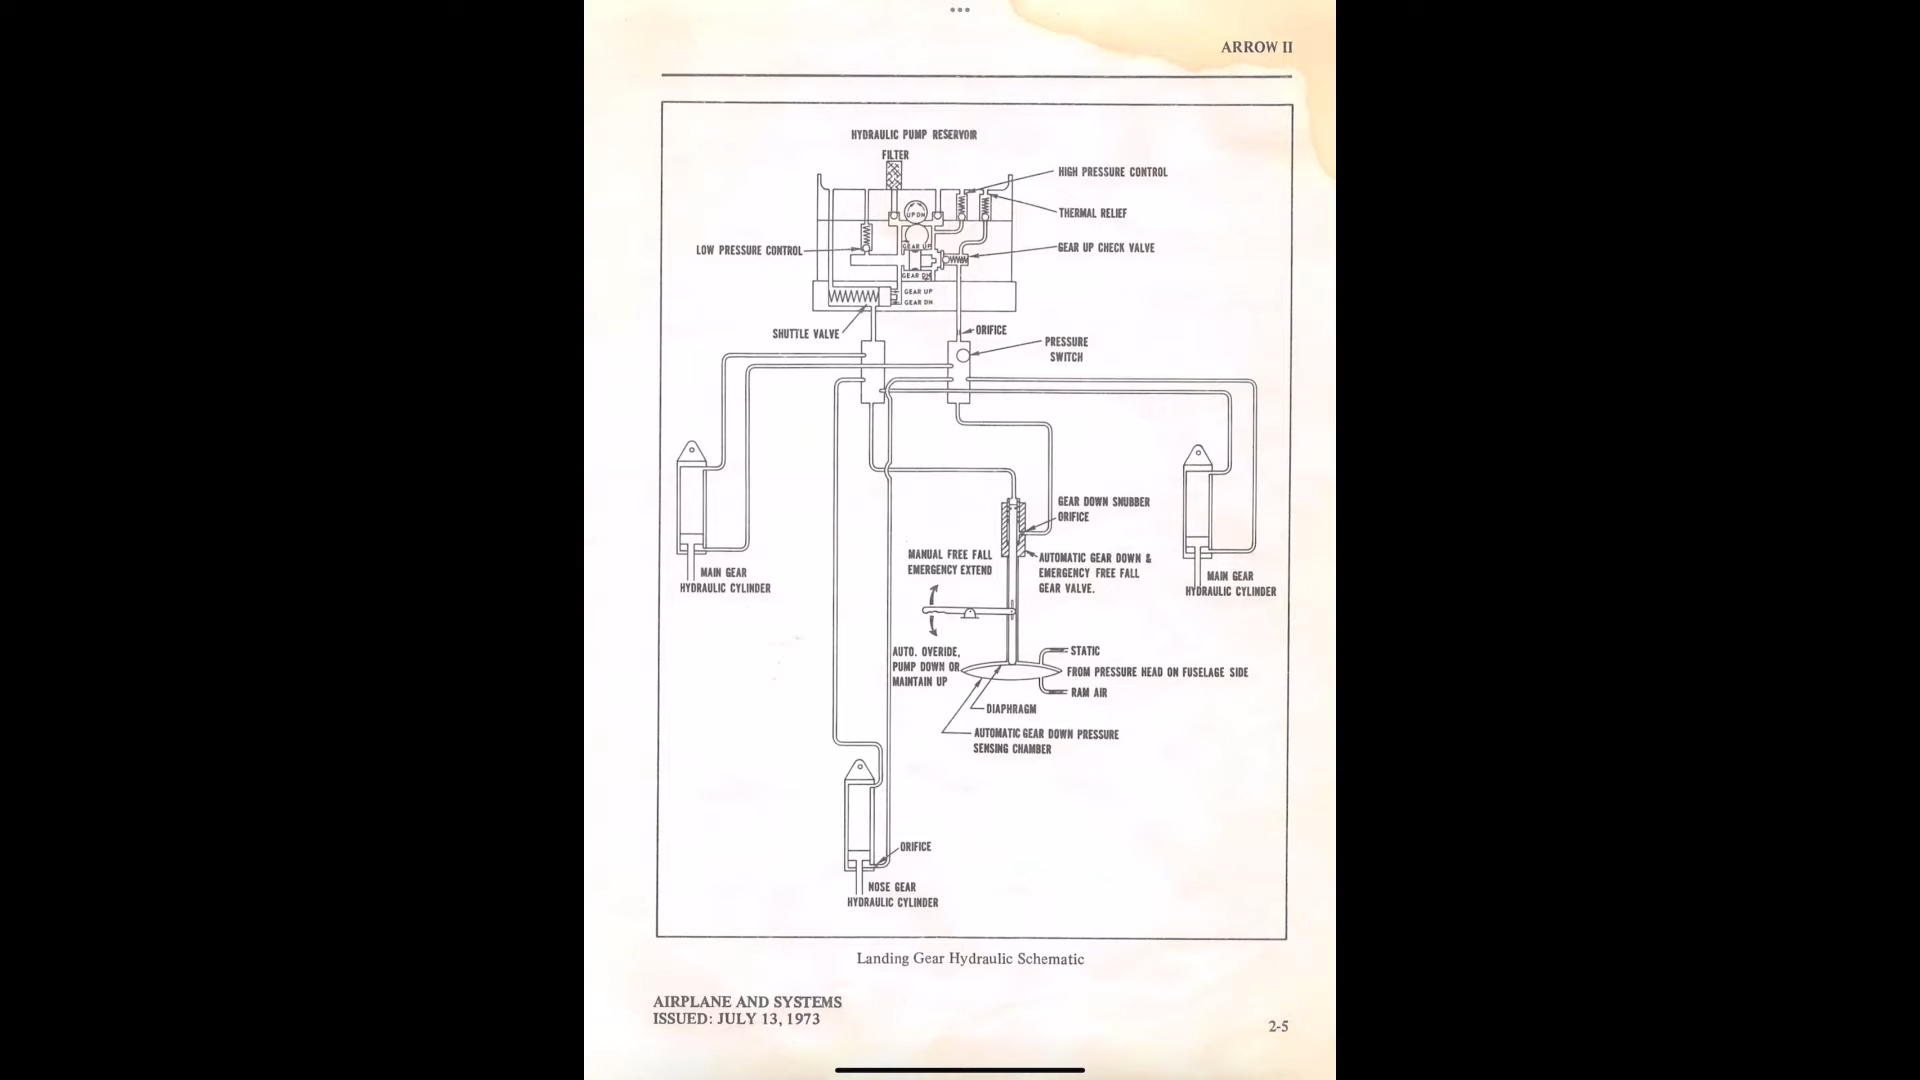 ARROW II
HYDRAULIC PUMP RESERVOIR
FILTER
HIGH PRESSURE CONTROL
THERMAL RELIEF
UP DN
LOW PRESSURE CONTROL
GEAR UP
GEAR UP CHECK VALVE
GEAR DN
GEAR UP
GEAR DN
SHUTTLE VALVE
ORIFICE
PRESSURE
SWITCH
GEAR DOWN SNUBBER
ORIFICE
MANUAL FREE FALL
EMERGENCY EXTEND
AUTOMATIC GEAR DOWN &
EMERGENCY FREE FALL
GEAR VALVE.
MAIN GEAR
HYDRAULIC CYLINDER
MAIN GEAR
HYDRAULIC CYLINDER
AUTO. OVERIDE,
PUMP DOWN OR
MAINTAIN UP
STATIC
FROM PRESSURE HEAD ON FUSELAGE SIDE
RAM AIR
DIAPHRAGM
AUTOMATIC GEAR DOWN PRESSURE
SENSING CHAMBER
ORIFICE
NOSE GEAR
HYDRAULIC CYLINDER
Landing Gear Hydraulic Schematic
AIRPLANE AND SYSTEMS
ISSUED: JULY 13, 1973
2-5